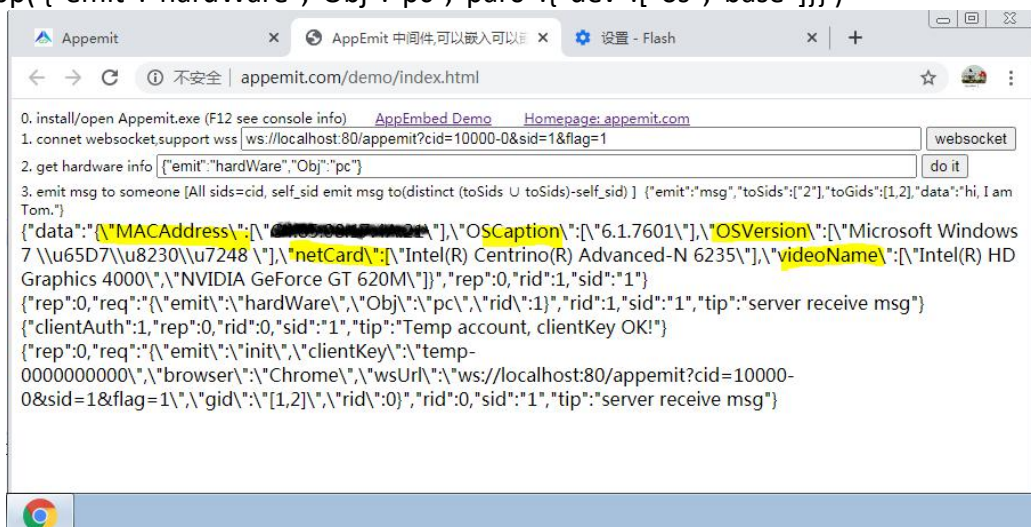 Appemit
AppEmit 中间件,可以嵌入可以
设置 - Flash
不安全 | appemit.com/demo/index.html
0. install/open Appemit.exe (F12 see console info) AppEmbed Demo Homepage: appemit.com
1. connet websocket,support wss ws://localhost:80/appemit?cid=10000-0&sid=1&flag=1 websocket
2. get hardware info {"emit":"hardWare","Obj":"pc"} do it
3. emit msg to someone [All sids=cid, self_sid emit msg to(distinct (toSids ∪ toSids)-self_sid) ] {"emit":"msg","toSids":["2"],"toGids":[1,2],"data":"hi, I am
Tom."}
{"data":"{\"MACAddress\":[\"\"],\"OSCaption\":[\"6.1.7601\"],\"OSVersion\":[\"Microsoft Windows
7 \\u65D7\\u8230\\u7248 \"],\"netCard\":[\"Intel(R) Centrino(R) Advanced-N 6235\"],\"videoName\":[\"Intel(R) HD
Graphics 4000\",\"NVIDIA GeForce GT 620M\"]}","rep":0,"rid":1,"sid":"1"}
{"rep":0,"req":"{\"emit\":\"hardWare\",\"Obj\":\"pc\",\"rid\":1}","rid":1,"sid":"1","tip":"server receive msg"}
{"clientAuth":1,"rep":0,"rid":0,"sid":"1","tip":"Temp account, clientKey OK!"}
{"rep":0,"req":"{\"emit\":\"init\",\"clientKey\":\"temp-
0000000000\",\"browser\":\"Chrome\",\"wsUrl\":\"ws://localhost:80/appemit?cid=10000-
0&sid=1&flag=1\",\"gid\":\"[1,2]\",\"rid\":0}","rid":0,"sid":"1","tip":"server receive msg"}